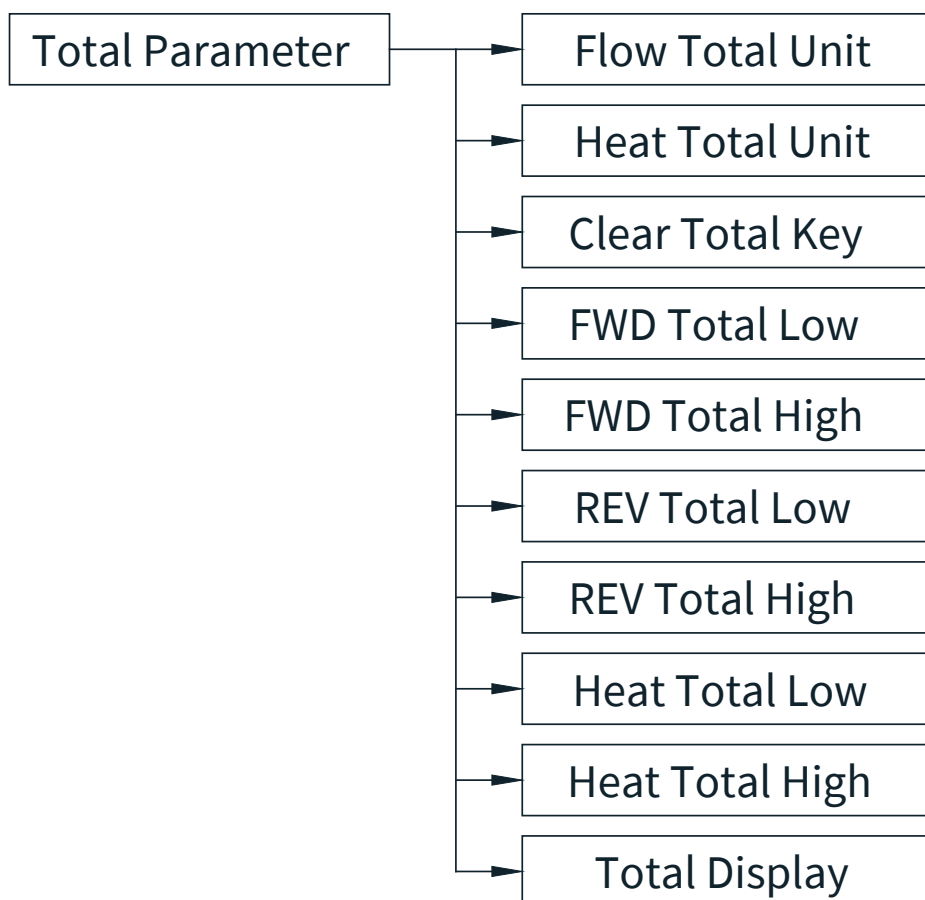 Total Parameter
Flow Total Unit
Heat Total Unit
Clear Total Key
FWD Total Low
FWD Total High
REV Total Low
REV Total High
Heat Total Low
Heat Total High
Total Display